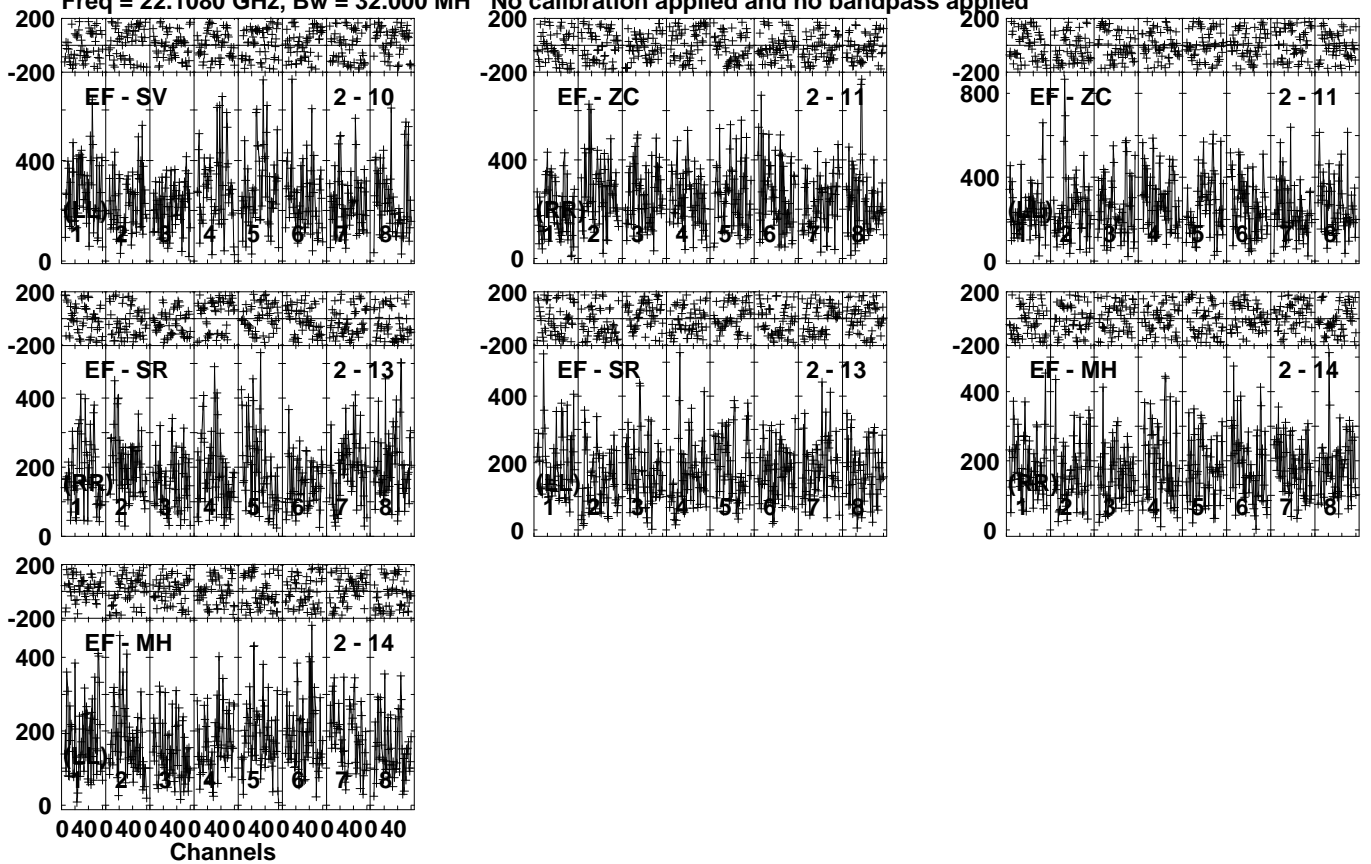 Freq = 22.1080 GHz, Bw = 32.000 MH No calibration applied and no bandpass applied
200 200 200
-200 -200 -200
EF - SV 2 - 10 EF - ZC 2 - 11 800 EF - ZC 2 - 11
400 400 400
(LL) (RR) (LL)
1 2 3 4 5 6 7 8 1 2 3 4 5 6 7 8 1 2 3 4 5 6 7 8
0 0 0
200 200 200
-200 -200 -200
EF - SR 2 - 13 EF - SR 2 - 13 EF - MH 2 - 14
400 400 400
200 200 200
(RR) (LL) (RR)
1 2 3 4 5 6 7 8 1 2 3 4 5 6 7 8 1 2 3 4 5 6 7 8
0 0 0
200
-200
EF - MH 2 - 14
400
200
(LL)
1 2 3 4 5 6 7 8
0
0 40 0 40 0 40 0 40 0 40 0 40 0 40 0 40
Channels